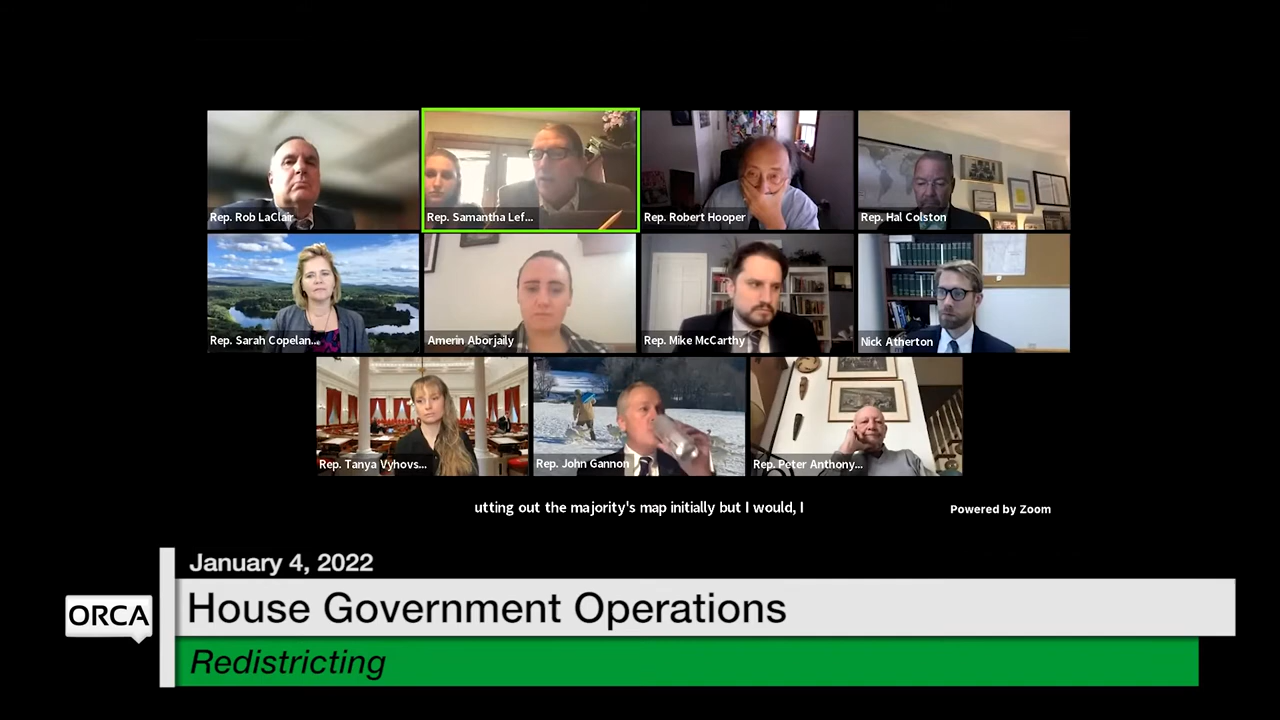 Rep. Rob LaClair
Rep. Samantha Lef...
Rep. Robert Hooper
Rep. Hal Colston
Rep. Sarah Copelan...
Amerin Aborjaily
Rep. Mike McCarthy
Nick Atherton
Rep. Tanya Vyhovs...
Rep. John Gannon
Rep. Peter Anthony...
utting out the majority's map initially but I would, I
Powered by Zoom
January 4, 2022
ORCA
House Government Operations
Redistricting